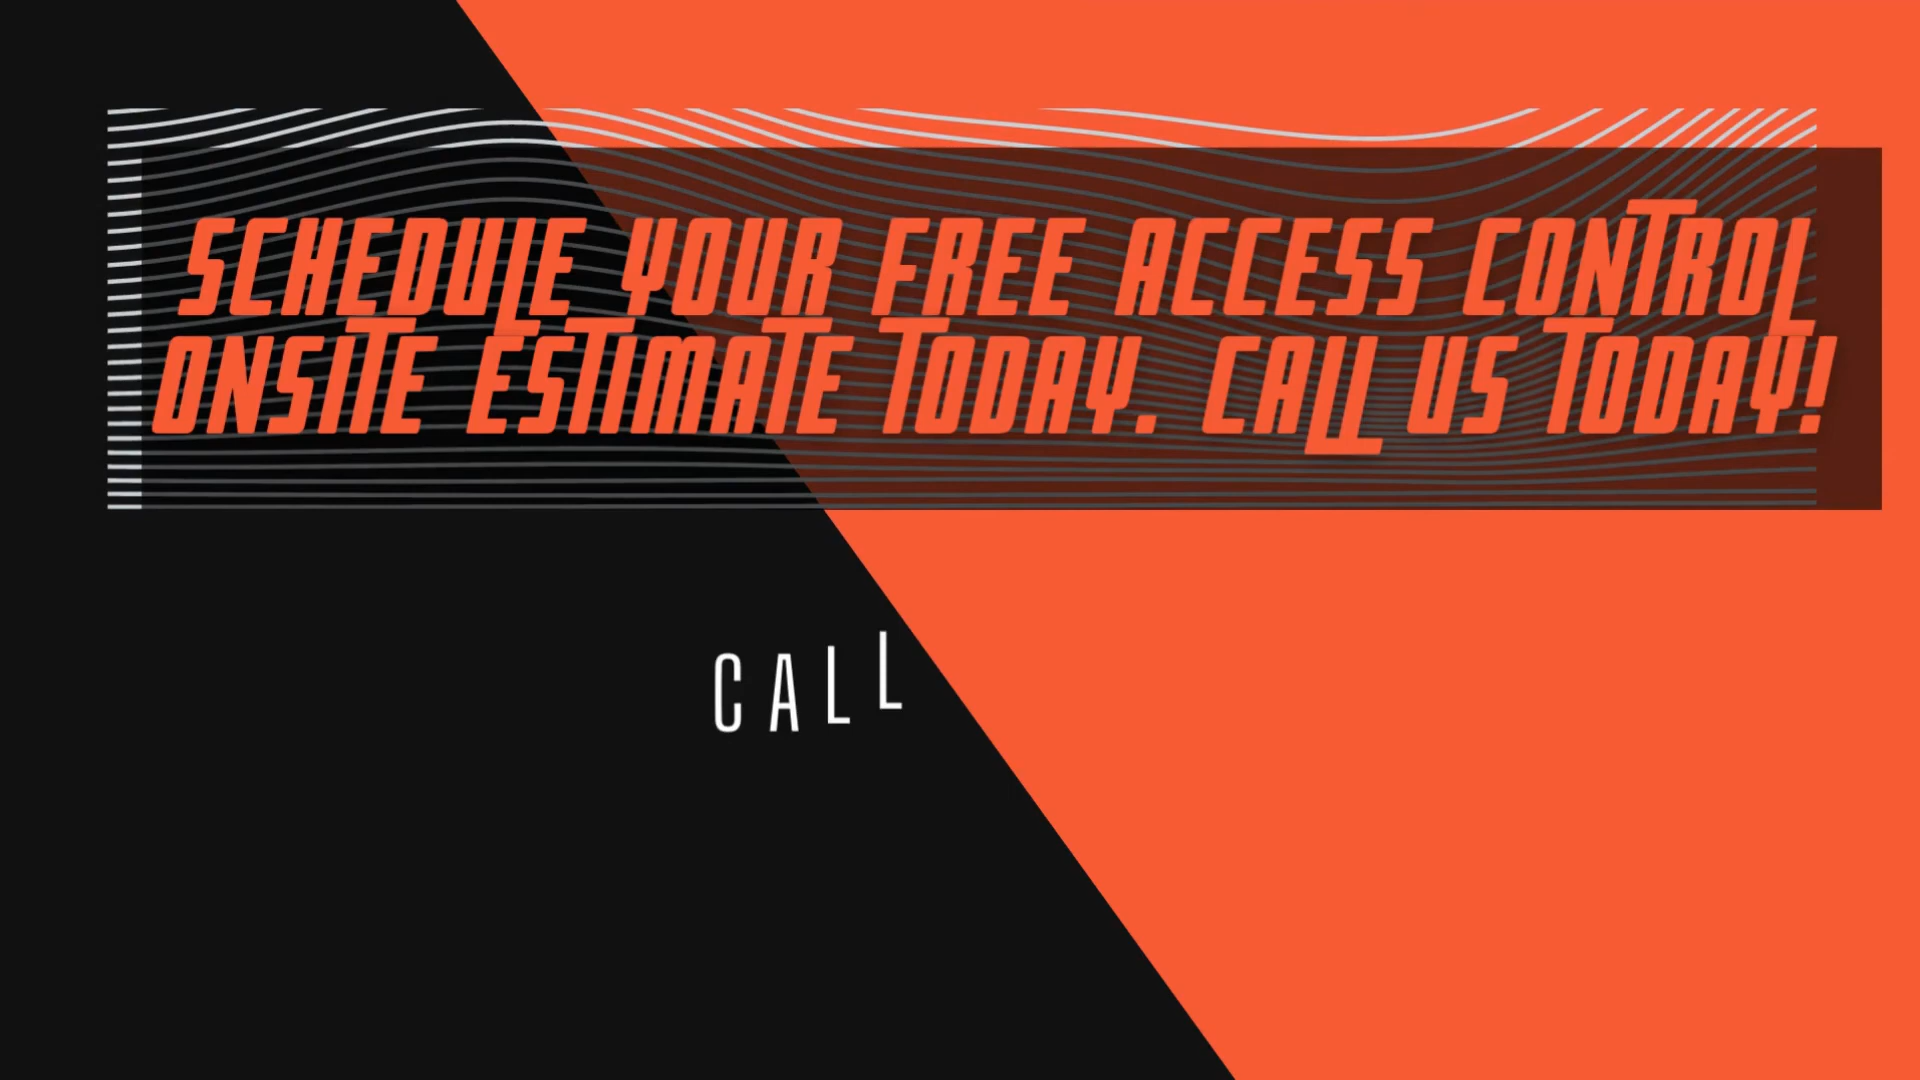 SCHEDULE YOUR FREE ACCESS CONTROL
ONSITE ESTIMATE TODAY. CALL US TODAY!
CALL